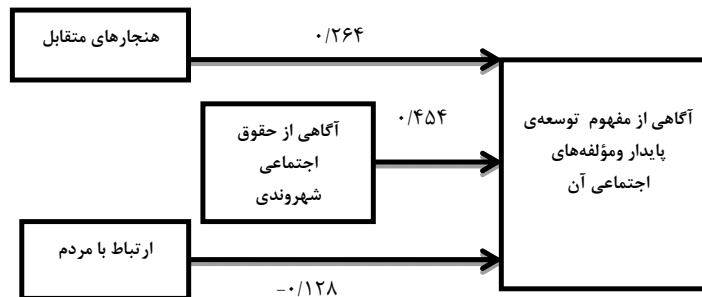 هنجارهای متقابل
۰/۲۶۴
آگاهی از حقوق
اجتماعی
شهروندی
۰/۴۵۴
آگاهی از مفهوم توسعه‌ی
پایدار ومؤلفه‌های
اجتماعی آن
ارتباط با مردم
-۰/۱۲۸